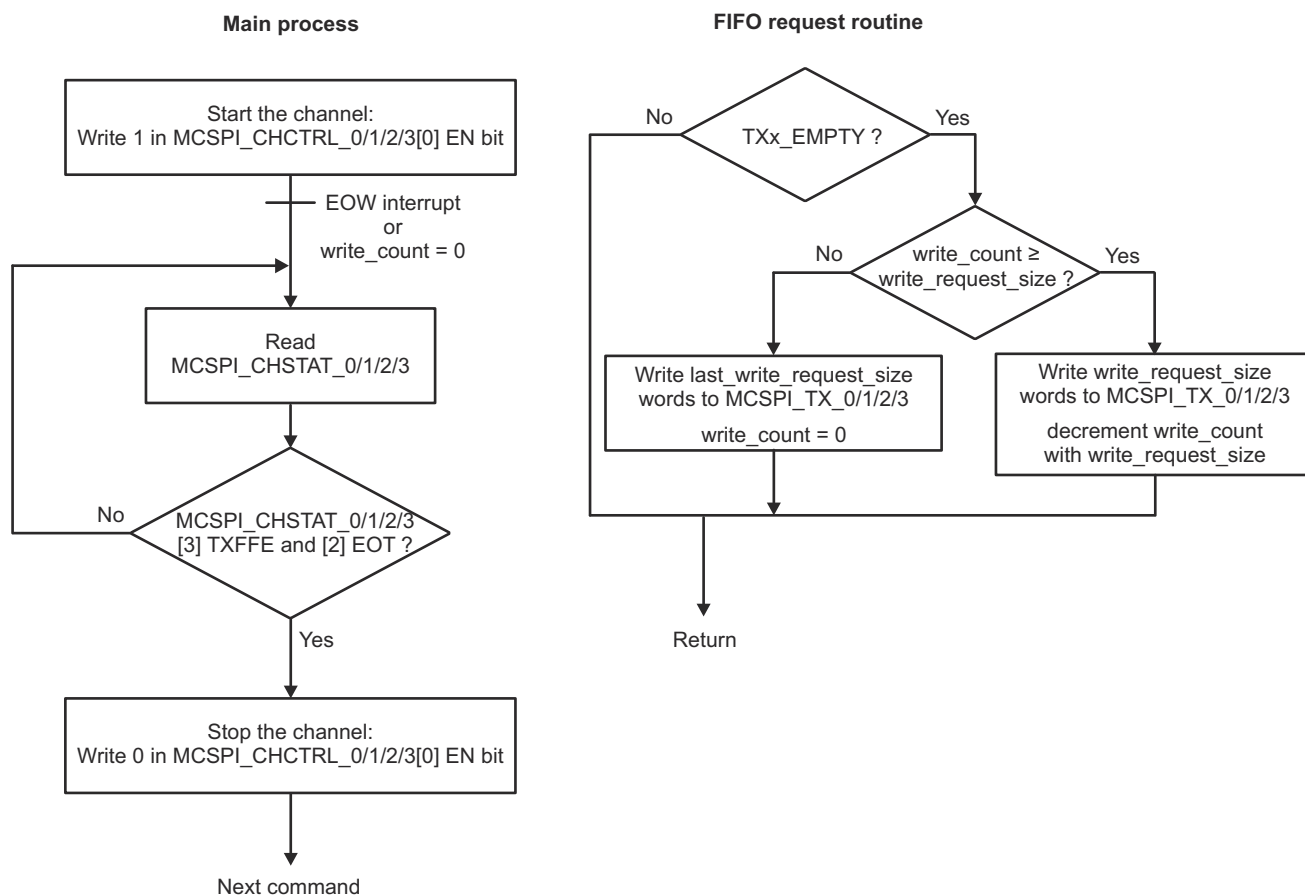 Main process
Start the channel:
Write 1 in MCSPI_CHCTRL_0/1/2/3[0] EN bit
EOW interrupt
or
write_count = 0
Read
MCSPI_CHSTAT_0/1/2/3
No
MCSPI_CHSTAT_0/1/2/3
[3] TXFFE and [2] EOT ?
Yes
Stop the channel:
Write 0 in MCSPI_CHCTRL_0/1/2/3[0] EN bit
Next command
FIFO request routine
No
TXx_EMPTY ?
Yes
No
write_count ≥
write_request_size ?
Yes
Write last_write_request_size
words to MCSPI_TX_0/1/2/3
write_count = 0
Write write_request_size
words to MCSPI_TX_0/1/2/3
decrement write_count
with write_request_size
Return